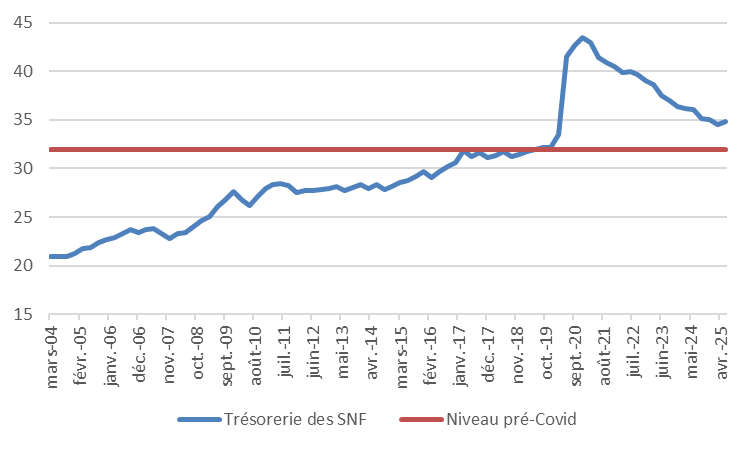 45
40
35
30
25
20
15
mars-04
févr.-05
janv.-06
déc.-06
nov.-07
oct.-08
sept.-09
août-10
juil.-11
juin-12
mai-13
avr.-14
mars-15
févr.-16
janv.-17
déc.-17
nov.-18
oct.-19
sept.-20
août-21
juil.-22
juin-23
mai-24
avr.-25
Trésorerie des SNF Niveau pré-Covid